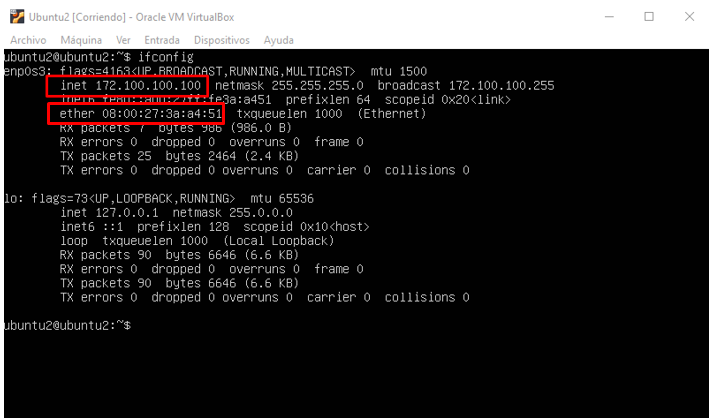 Ubuntu2 [Corriendo] - Oracle VM VirtualBox
Archivo Máquina Ver Entrada Dispositivos Ayuda
ubuntu2@ubuntu2:~$ ifconfig
enp0s3: flags=4163<UP,BROADCAST,RUNNING,MULTICAST> mtu 1500
inet 172.100.100.100 netmask 255.255.255.0 broadcast 172.100.100.255
inet6 fe80::a00:27ff:fe3a:a451 prefixlen 64 scopeid 0x20<link>
ether 08:00:27:3a:a4:51 txqueuelen 1000 (Ethernet)
RX packets 7 bytes 986 (986.0 B)
RX errors 0 dropped 0 overruns 0 frame 0
TX packets 25 bytes 2464 (2.4 KB)
TX errors 0 dropped 0 overruns 0 carrier 0 collisions 0
lo: flags=73<UP,LOOPBACK,RUNNING> mtu 65536
inet 127.0.0.1 netmask 255.0.0.0
inet6 ::1 prefixlen 128 scopeid 0x10<host>
loop txqueuelen 1000 (Local Loopback)
RX packets 90 bytes 6646 (6.6 KB)
RX errors 0 dropped 0 overruns 0 frame 0
TX packets 90 bytes 6646 (6.6 KB)
TX errors 0 dropped 0 overruns 0 carrier 0 collisions 0
ubuntu2@ubuntu2:~$